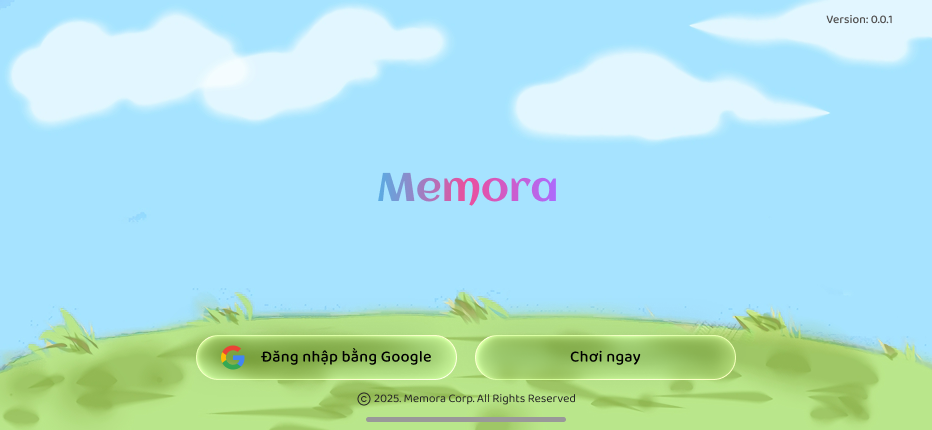 Version: 0.0.1
Memora
Đăng nhập bằng Google
Chơi ngay
© 2025. Memora Corp. All Rights Reserved